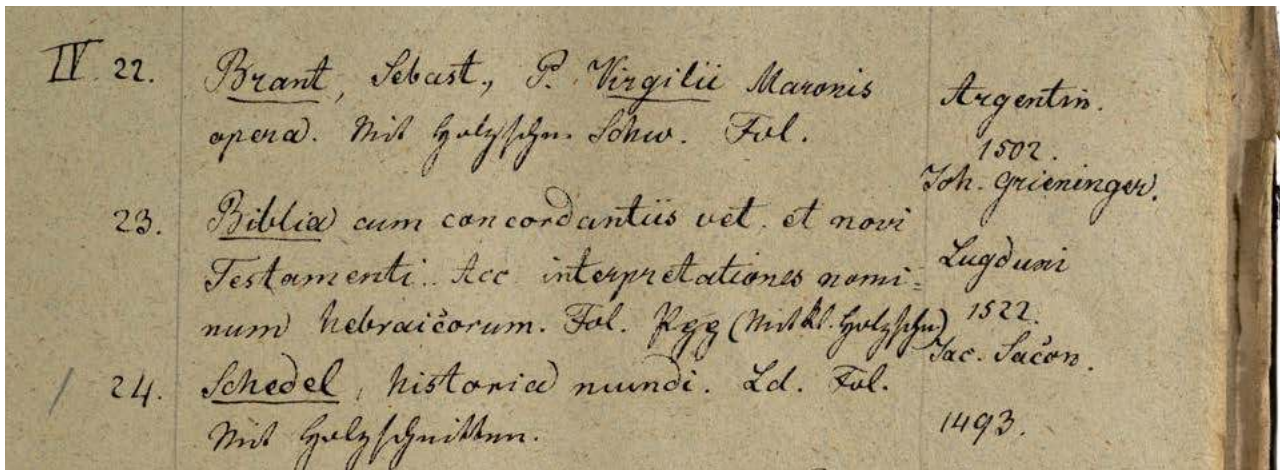 IV. 22. Brant, Sebast., P. Virgilii Maronis
opera. Mit Holzschn. Schw. Fol.
Argentin.
1502.
Joh. Grieninger.
23. Biblia cum concordantiis vet. et novi
Testamenti. Acc. interpretationes nomi=
num hebraicorum. Fol. (Mit kl. Holzschn.)
Lugduni
1522.
Jac. Sacon.
24. Schedel, historia mundi. Ld. Fol.
Mit Holzschnitten.
1493.